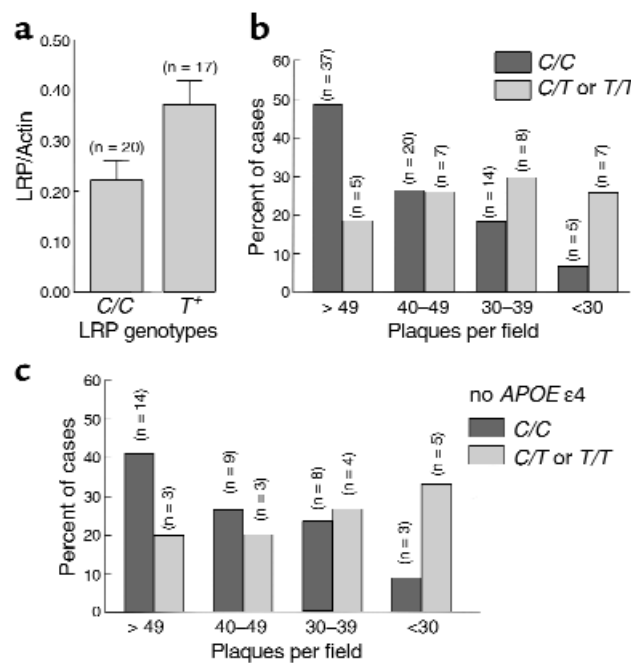 a
LRP/Actin
0.50
0.40
0.30
0.20
0.10
0.00
(n = 20)
(n = 17)
C/C
T+
LRP genotypes
b
Percent of cases
60
50
40
30
20
10
0
(n = 37)
(n = 5)
(n = 20)
(n = 7)
(n = 14)
(n = 8)
(n = 5)
(n = 7)
C/C
C/T or T/T
> 49
40–49
30–39
<30
Plaques per field
c
Percent of cases
60
50
40
30
20
10
0
(n = 14)
(n = 3)
(n = 9)
(n = 3)
(n = 8)
(n = 4)
(n = 3)
(n = 5)
no APOE ε4
C/C
C/T or T/T
> 49
40–49
30–39
<30
Plaques per field